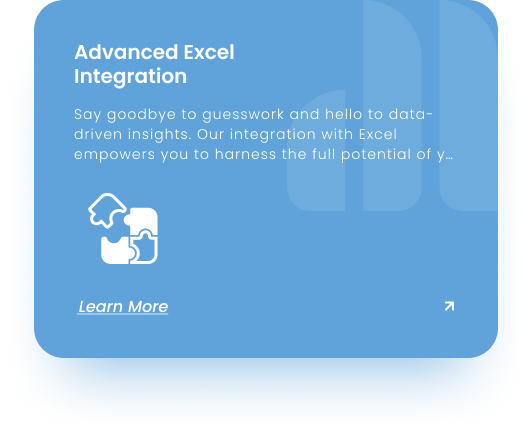 Advanced Excel
Integration
Say goodbye to guesswork and hello to data-
driven insights. Our integration with Excel
empowers you to harness the full potential of y...
Learn More